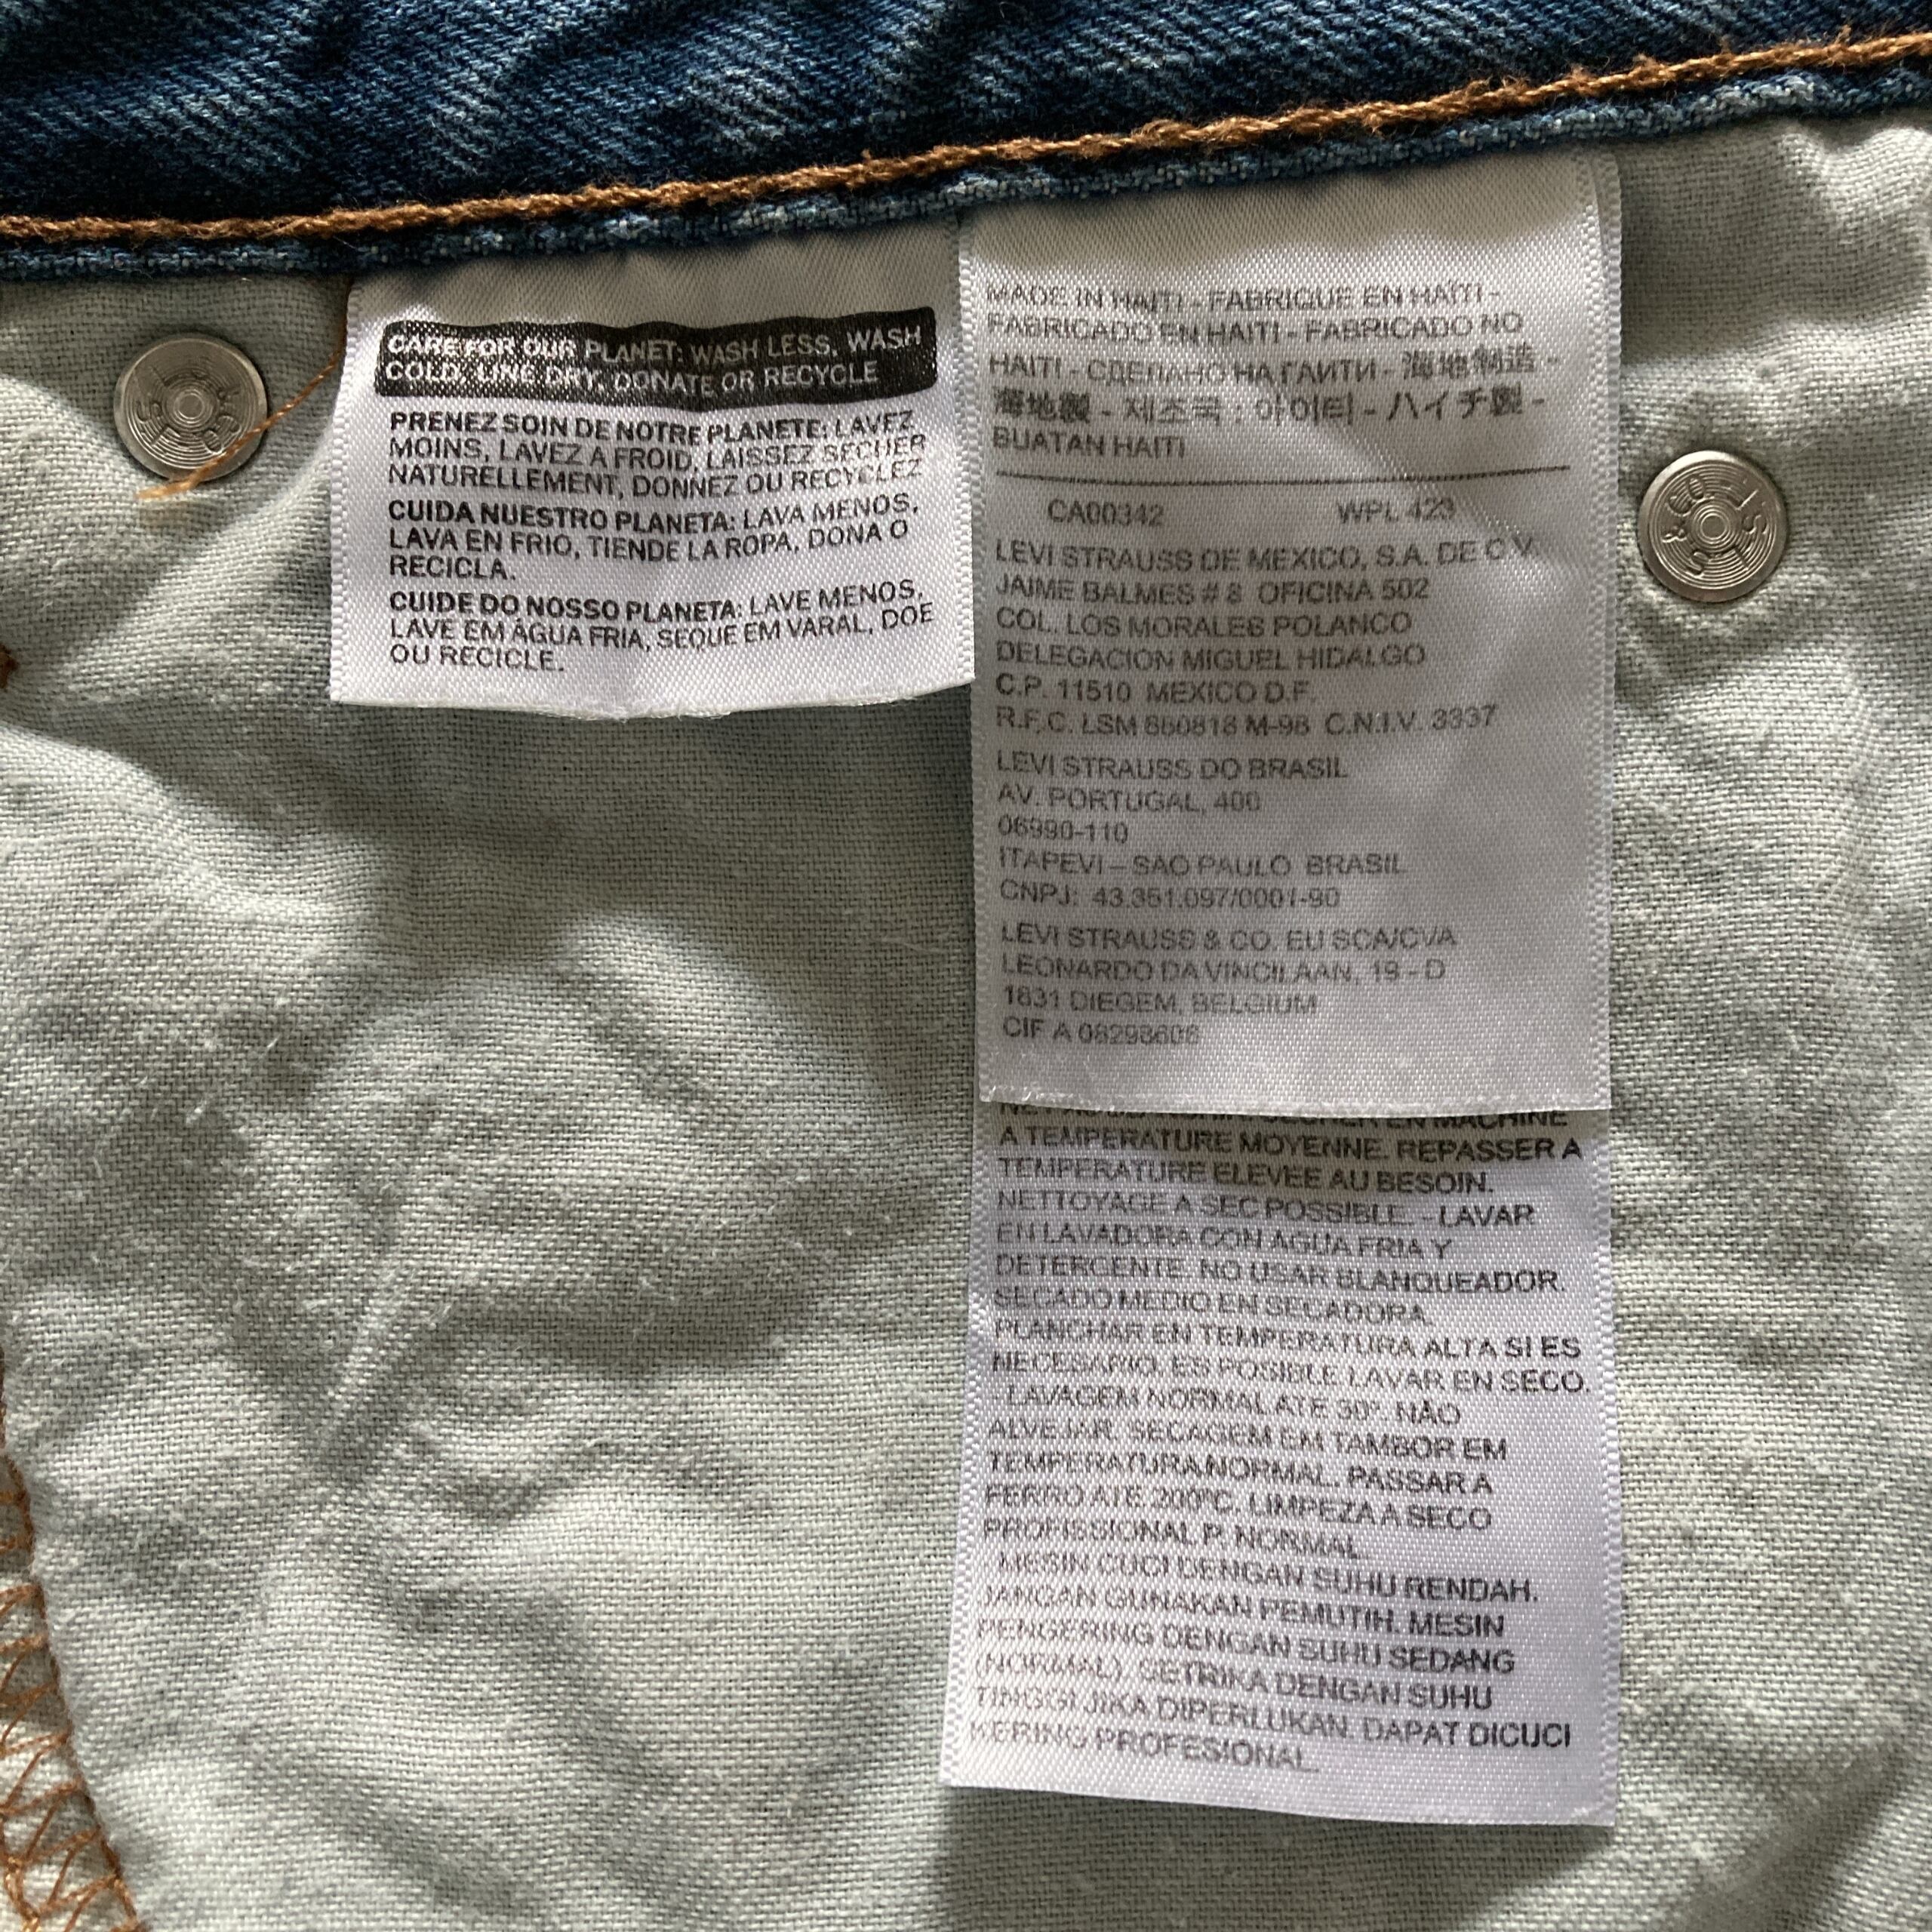 CARE FOR OUR PLANET: WASH LESS, WASH
COLD, LINE DRY, DONATE OR RECYCLE
PRENEZ SOIN DE NOTRE PLANETE: LAVEZ
MOINS, LAVEZ A FROID, LAISSEZ SECHER
NATURELLEMENT, DONNEZ OU RECYCLEZ
CUIDA NUESTRO PLANETA: LAVA MENOS,
LAVA EN FRIO, TIENDE LA ROPA, DONA O
RECICLA.
CUIDE DO NOSSO PLANETA: LAVE MENOS,
LAVE EM ÁGUA FRIA, SEQUE EM VARAL, DOE
OU RECICLE.
MADE IN HAITI - FABRIQUE EN HAÏTI -
FABRICADO EN HAITI - FABRICADO NO
HAITI - СДЕЛАНО НА ГАИТИ - 海地制造 -
海地製 - 제조국 : 아이티 - ハイチ製 -
BUATAN HAITI
CA00342 WPL 423
LEVI STRAUSS DE MEXICO, S.A. DE C.V.
JAIME BALMES # 8 OFICINA 502
COL. LOS MORALES POLANCO
DELEGACION MIGUEL HIDALGO
C.P. 11510 MEXICO D.F.
R.F.C. LSM C.N.I.V. 3337
LEVI STRAUSS DO BRASIL
AV. PORTUGAL, 400
06990-110
ITAPEVI – SAO PAULO BRASIL
CNPJ: 43.351.097/0001-90
LEVI STRAUSS & CO. EU SCA/CVA
LEONARDO DA VINCILAAN, 19 - D
1831 DIEGEM, BELGIUM
CIF A 08298608
SECHER EN MACHINE
A TEMPERATURE MOYENNE. REPASSER A
TEMPERATURE ELEVEE AU BESOIN.
NETTOYAGE A SEC POSSIBLE. - LAVAR
EN LAVADORA CON AGUA FRIA Y
DETERGENTE. NO USAR BLANQUEADOR.
SECADO MEDIO EN SECADORA.
PLANCHAR EN TEMPERATURA ALTA SI ES
NECESARIO. ES POSIBLE LAVAR EN SECO.
- LAVAGEM NORMAL ATE 30°. NÃO
ALVEJAR. SECAGEM EM TAMBOR EM
TEMPERATURA NORMAL. PASSAR A
FERRO ATE 200ºC. LIMPEZA A SECO
PROFISSIONAL P. NORMAL.
MESIN CUCI DENGAN SUHU RENDAH.
JANGAN GUNAKAN PEMUTIH. MESIN
PENGERING DENGAN SUHU SEDANG
(NORMAL). SETRIKA DENGAN SUHU
TINGGI JIKA DIPERLUKAN. DAPAT DICUCI
KERING PROFESIONAL.